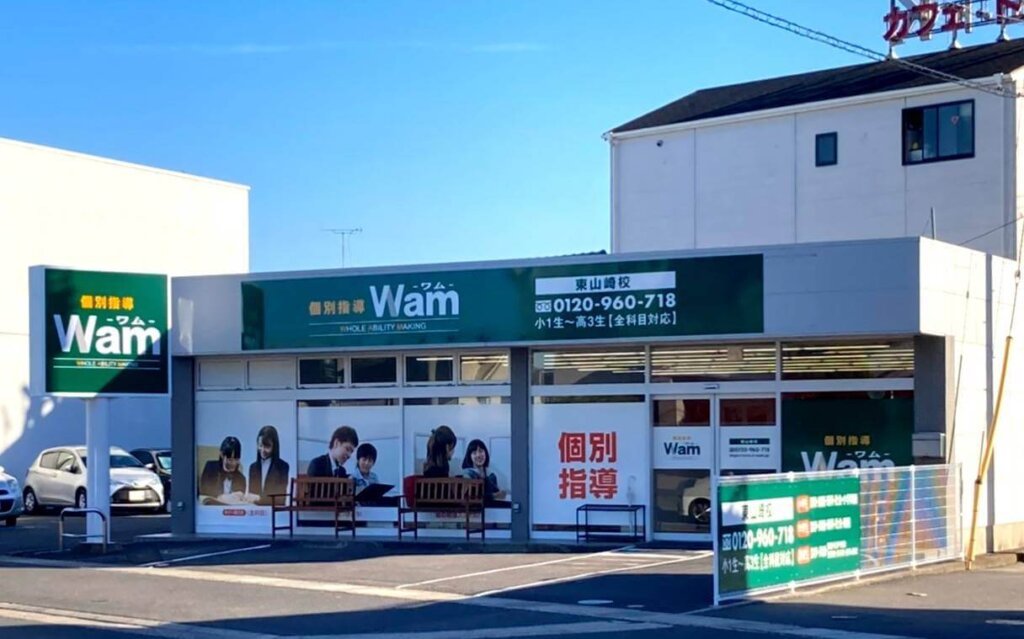 カフェ・ト
個別指導
-ワム-
Wam
WHOLE ABILITY MAKING
個別指導
-ワム-
Wam
WHOLE ABILITY MAKING
東山崎校
0120-960-718
小1生～高3生【全科目対応】
個別
指導
Wam
0120-960-718
個別指導
Wam
東山崎校
0120-960-718
小1生～高3生【全科目対応】